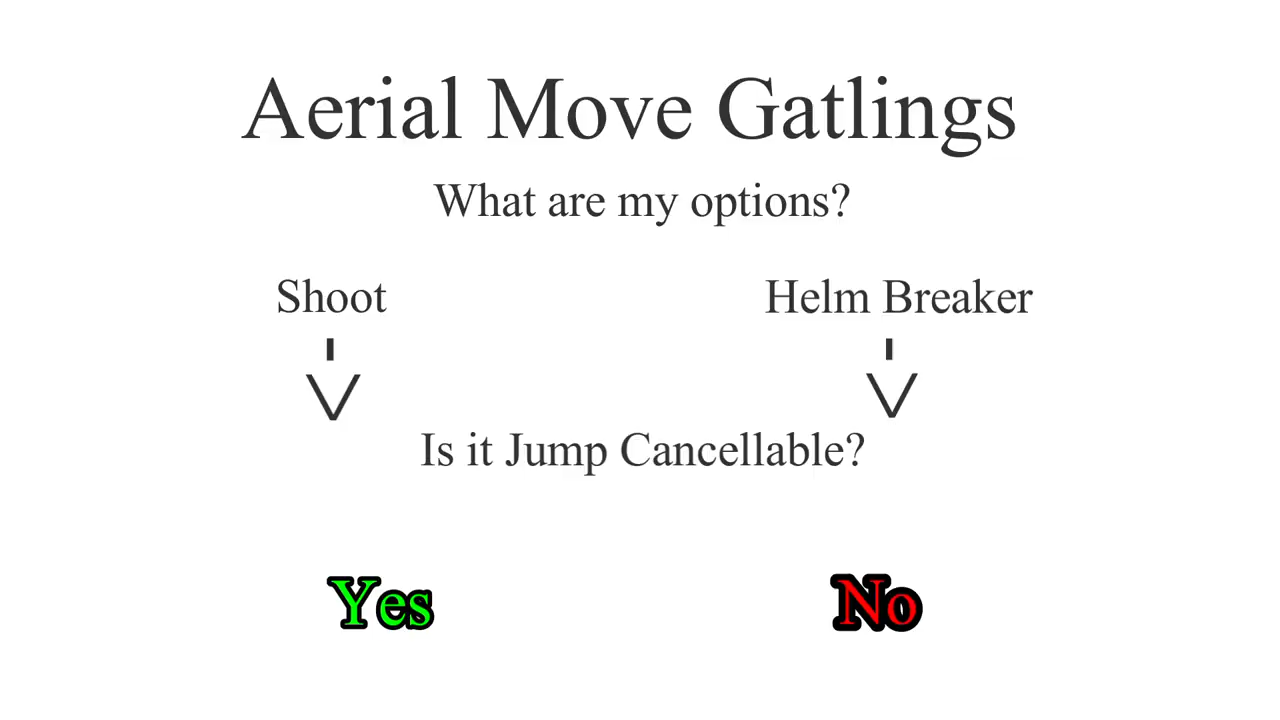 Aerial Move Gatlings
What are my options?
Shoot
Helm Breaker
Is it Jump Cancellable?
Yes
No